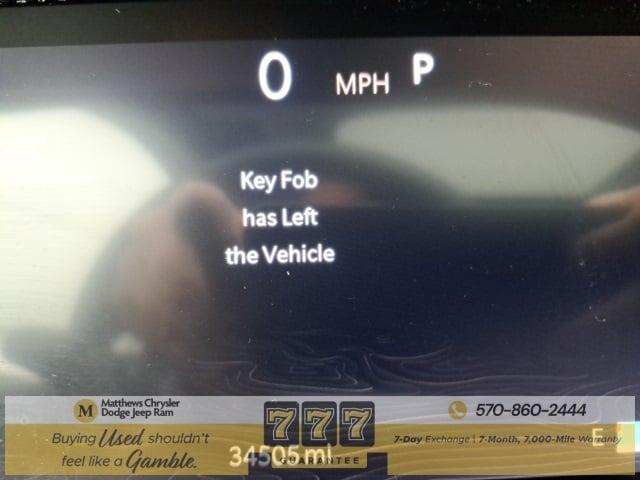 0 MPH P
Key Fob
has Left
the Vehicle
M Matthews Chrysler
Dodge Jeep Ram
Buying Used shouldn't
feel like a Gamble.
777
GUARANTEE
570-860-2444
7-Day Exchange | 7-Month, 7,000-Mile Warranty
34505 mi
E